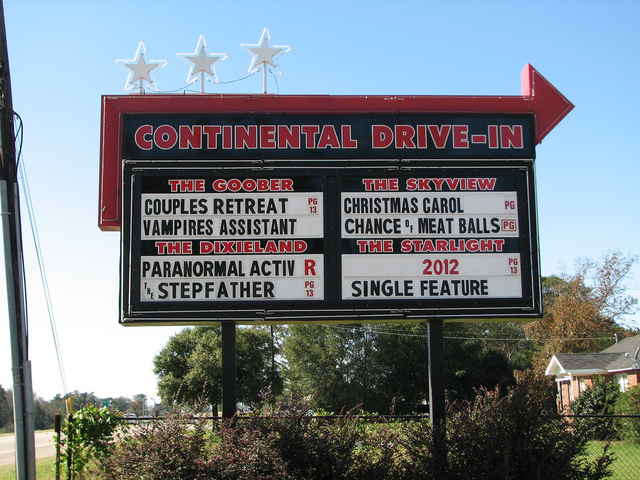 CONTINENTAL DRIVE-IN
THE GOOBER
COUPLES RETREAT PG 13
VAMPIRES ASSISTANT
THE DIXIELAND
PARANORMAL ACTIV R
THE STEPFATHER PG 13
THE SKYVIEW
CHRISTMAS CAROL PG
CHANCE OF MEAT BALLS PG
THE STARLIGHT
2012 PG 13
SINGLE FEATURE